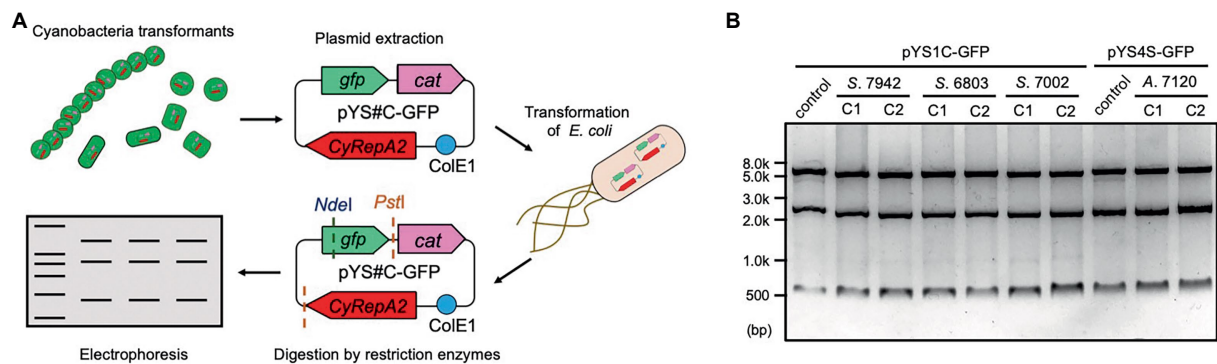 A
Cyanobacteria transformants
Plasmid extraction
gfp
cat
pYS#C-GFP
CyRepA2
ColE1
Transformation
of E. coli
NdeI
PstI
gfp
cat
pYS#C-GFP
CyRepA2
ColE1
Electrophoresis
Digestion by restriction enzymes
B
pYS1C-GFP
pYS4S-GFP
control
S. 7942
S. 6803
S. 7002
control
A. 7120
C1 C2 C1 C2 C1 C2 C1 C2
8.0k
5.0k
3.0k
2.0k
1.0k
500
(bp)